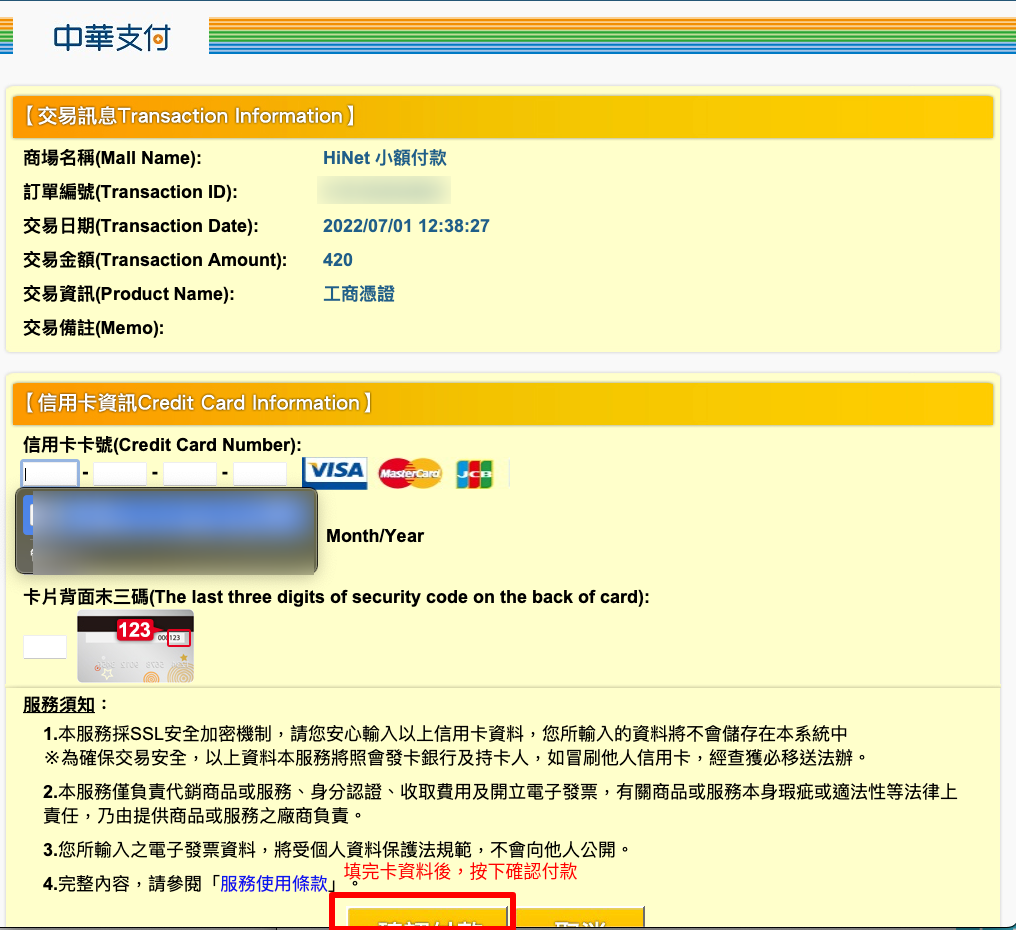 中華支付
【交易訊息Transaction Information】
商場名稱(Mall Name): HiNet 小額付款
訂單編號(Transaction ID):
交易日期(Transaction Date): 2022/07/01 12:38:27
交易金額(Transaction Amount): 420
交易資訊(Product Name): 工商憑證
交易備註(Memo):
【信用卡資訊Credit Card Information】
信用卡卡號(Credit Card Number):
- - - VISA MasterCard JCB
Month/Year
卡片背面末三碼(The last three digits of security code on the back of card):
123 000123
服務須知：
1.本服務採SSL安全加密機制，請您安心輸入以上信用卡資料，您所輸入的資料將不會儲存在本系統中
※為確保交易安全，以上資料本服務將照會發卡銀行及持卡人，如冒刷他人信用卡，經查獲必移送法辦。
2.本服務僅負責代銷商品或服務、身分認證、收取費用及開立電子發票，有關商品或服務本身瑕疵或適法性等法律上
責任，乃由提供商品或服務之廠商負責。
3.您所輸入之電子發票資料，將受個人資料保護法規範，不會向他人公開。
填完卡資料後，按下確認付款
4.完整內容，請參閱「服務使用條款」。
確認付款 取消